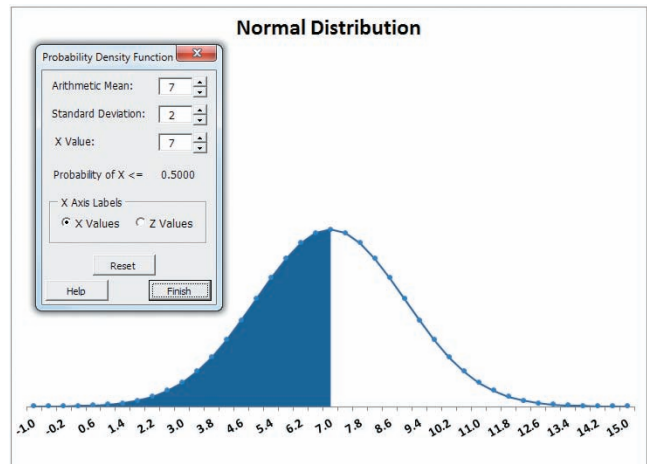 Normal Distribution
Probability Density Function
Arithmetic Mean: 7
Standard Deviation: 2
X Value: 7
Probability of X <= 0.5000
X Axis Labels
X Values Z Values
Reset
Help Finish
-1.0 -0.2 0.6 1.4 2.2 3.0 3.8 4.6 5.4 6.2 7.0 7.8 8.6 9.4 10.2 11.0 11.8 12.6 13.4 14.2 15.0